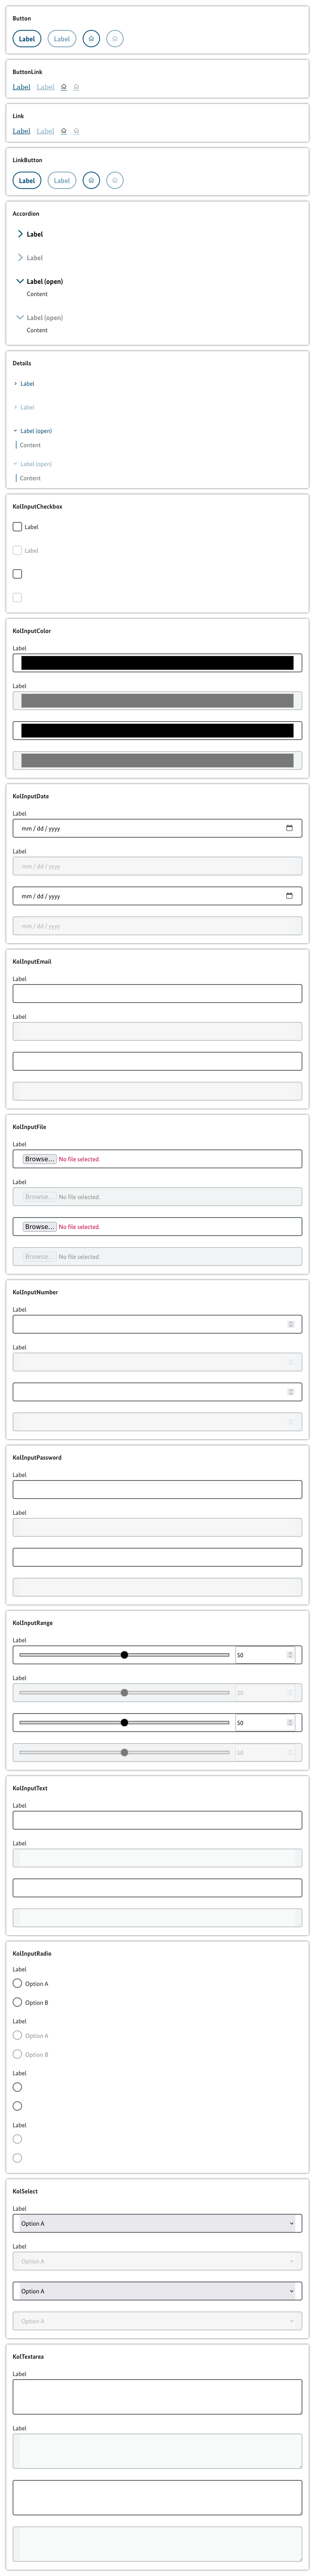 Button
Label Label
ButtonLink
Label Label
Link
Label Label
LinkButton
Label Label
Accordion
Label
Label
Label (open)
Content
Label (open)
Content
Details
Label
Label
Label (open)
Content
Label (open)
Content
KolInputCheckbox
Label
Label
KolInputColor
Label
Label
KolInputDate
Label
mm / dd / yyyy
Label
mm / dd / yyyy
mm / dd / yyyy
mm / dd / yyyy
KolInputEmail
Label
Label
KolInputFile
Label
Browse... No file selected.
Label
Browse... No file selected.
Browse... No file selected.
Browse... No file selected.
KolInputNumber
Label
Label
KolInputPassword
Label
Label
KolInputRange
Label
50
Label
50
50
50
KolInputText
Label
Label
KolInputRadio
Label
Option A
Option B
Label
Option A
Option B
Label
Label
KolSelect
Label
Option A
Label
Option A
Option A
Option A
KolTextarea
Label
Label